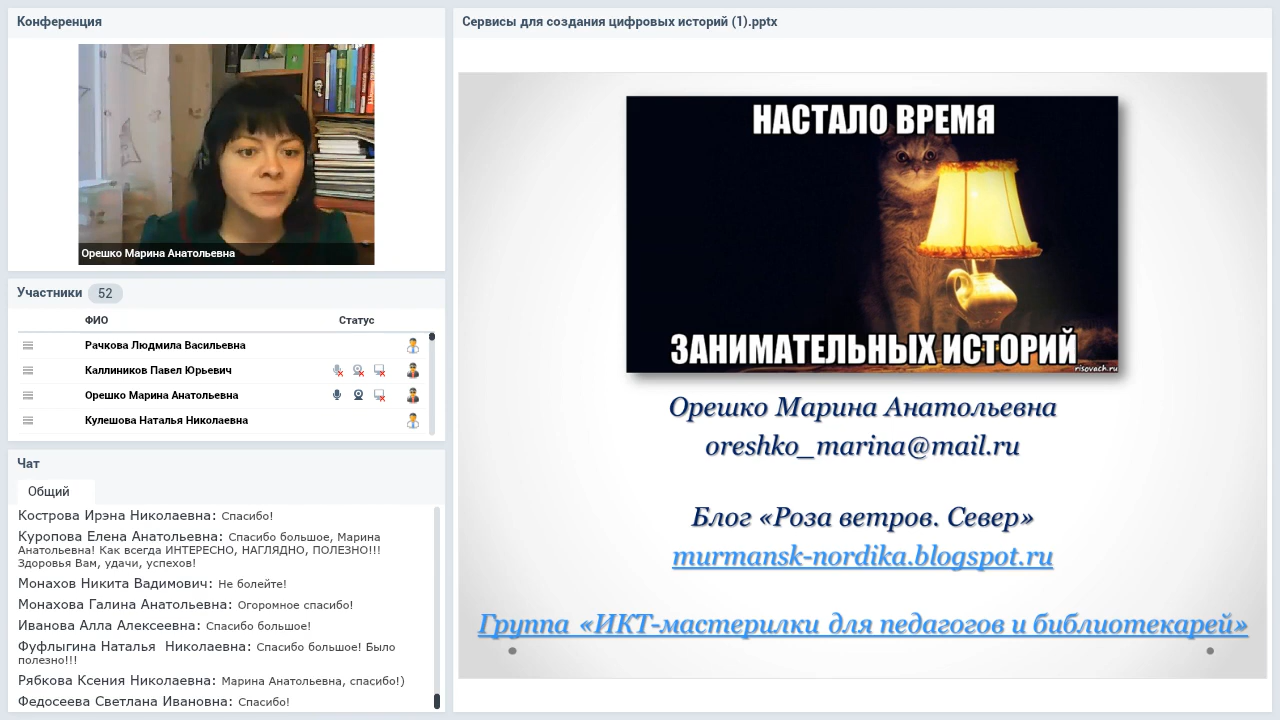 Конференция
Орешко Марина Анатольевна
Участники 52
ФИО Статус
Рачкова Людмила Васильевна
Каллиников Павел Юрьевич
Орешко Марина Анатольевна
Кулешова Наталья Николаевна
Чат
Общий
Кострова Ирэна Николаевна: Спасибо!
Куропова Елена Анатольевна: Спасибо большое, Марина
Анатольевна! Как всегда ИНТЕРЕСНО, НАГЛЯДНО, ПОЛЕЗНО!!!
Здоровья Вам, удачи, успехов!
Монахов Никита Вадимович: Не болейте!
Монахова Галина Анатольевна: Огоромное спасибо!
Иванова Алла Алексеевна: Спасибо большое!
Фуфлыгина Наталья Николаевна: Спасибо большое! Было
полезно!!!
Рябкова Ксения Николаевна: Марина Анатольевна, спасибо!)
Федосеева Светлана Ивановна: Спасибо!
Сервисы для создания цифровых историй (1).pptx
НАСТАЛО ВРЕМЯ
ЗАНИМАТЕЛЬНЫХ ИСТОРИЙ
risovach.ru
Орешко Марина Анатольевна
oreshko_marina@mail.ru
Блог «Роза ветров. Север»
murmansk-nordika.blogspot.ru
Группа «ИКТ-мастерилки для педагогов и библиотекарей»